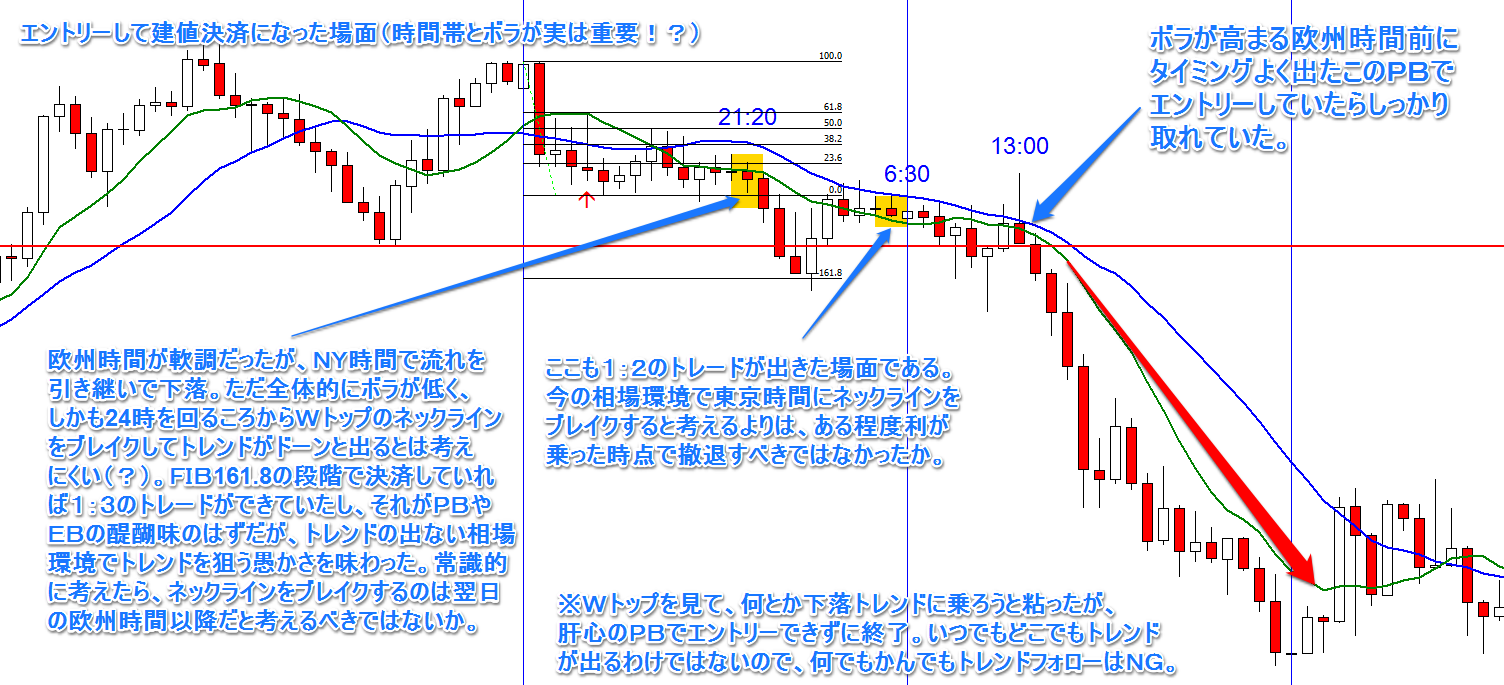 エントリーして建値決済になった場面(時間帯とボラが実は重要！？)
ボラが高まる欧州時間前に
タイミングよく出たこのＰＢで
エントリーしていたらしっかり
取れていた。
100.0
61.8
50.0
38.2
23.6
0.0
161.8
21:20
6:30
13:00
欧州時間が軟調だったが、ＮＹ時間で流れを
引き継いで下落。ただ全体的にボラが低く、
しかも24時を回るころからＷトップのネックライン
をブレイクしてトレンドがドーンと出るとは考え
にくい(？)。FIB161.8の段階で決済していれ
ば１：３のトレードができていたし、それがＰＢや
ＥＢの醍醐味のはずだが、トレンドの出ない相場
環境でトレンドを狙う愚かさを味わった。常識的
に考えたら、ネックラインをブレイクするのは翌日
の欧州時間以降だと考えるべきではないか。
ここも１：２のトレードが出きた場面である。
今の相場環境で東京時間にネックラインを
ブレイクすると考えるよりは、ある程度利が
乗った時点で撤退すべきではなかったか。
※Ｗトップを見て、何とか下落トレンドに乗ろうと粘ったが、
肝心のＰＢでエントリーできずに終了。いつでもどこでもトレンド
が出るわけではないので、何でもかんでもトレンドフォローはＮＧ。